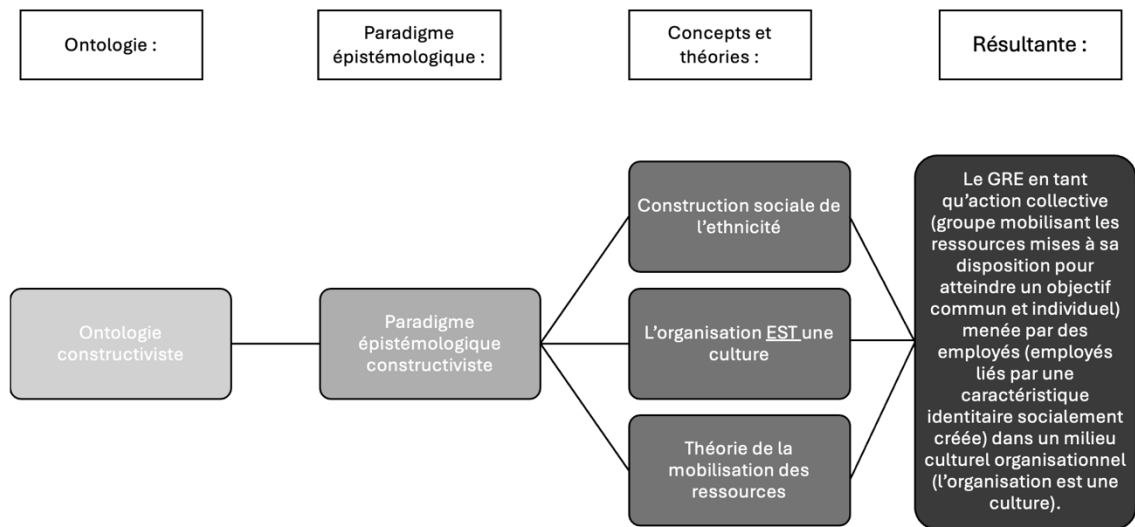 Ontologie :
Paradigme
épistémologique :
Concepts et
théories :
Résultante :
Ontologie
constructiviste
Paradigme
épistémologique
constructiviste
Construction sociale de
l'ethnicité
L'organisation EST une
culture
Théorie de la
mobilisation des
ressources
Le GRE en tant
qu'action collective
(groupe mobilisant les
ressources mises à sa
disposition pour
atteindre un objectif
commun et individuel)
menée par des
employés (employés
liés par une
caractéristique
identitaire socialement
créée) dans un milieu
culturel organisationnel
(l'organisation est une
culture).